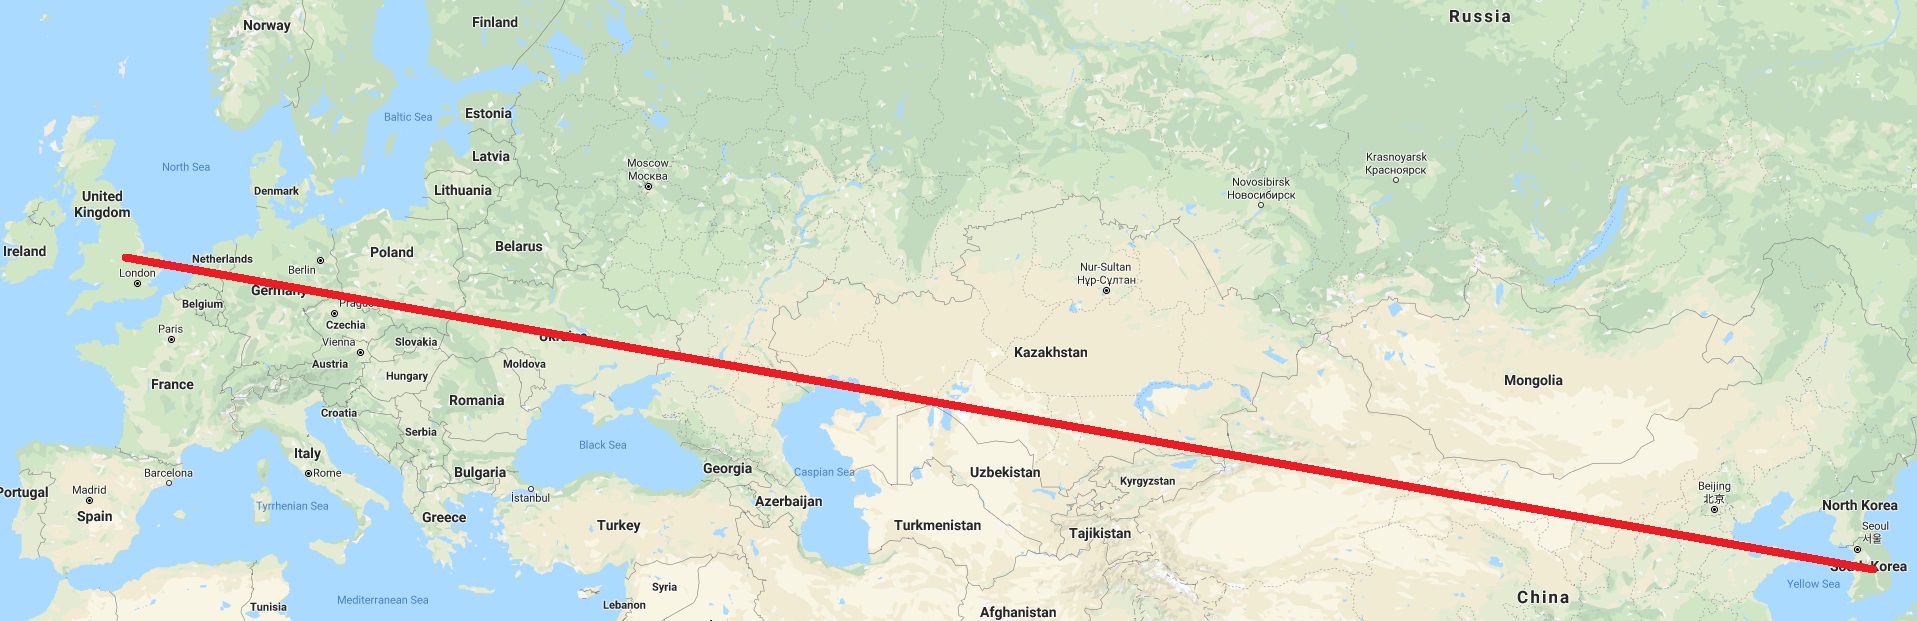 Norway
Finland
Russia
Estonia
Baltic Sea
Latvia
Moscow
Москва
North Sea
Krasnoyarsk
Красноярск
United
Kingdom
Denmark
Lithuania
Novosibirsk
Новосибирск
Ireland
Netherlands
Poland
Belarus
London
Berlin
Germany
Nur-Sultan
Нұр-Сұлтан
Belgium
Prague
Paris
Czechia
Vienna
Slovakia
Ukraine
Kazakhstan
Austria
Moldova
France
Hungary
Mongolia
Romania
Croatia
Serbia
Black Sea
Italy
Rome
Barcelona
Bulgaria
Georgia
Caspian Sea
Uzbekistan
Kyrgyzstan
Portugal
Madrid
Spain
İstanbul
Azerbaijan
Beijing
北京
North Korea
Tyrrhenian Sea
Greece
Turkey
Turkmenistan
Tajikistan
Seoul
서울
South Korea
Yellow Sea
Syria
China
Tunisia
Mediterranean Sea
Lebanon
Afghanistan